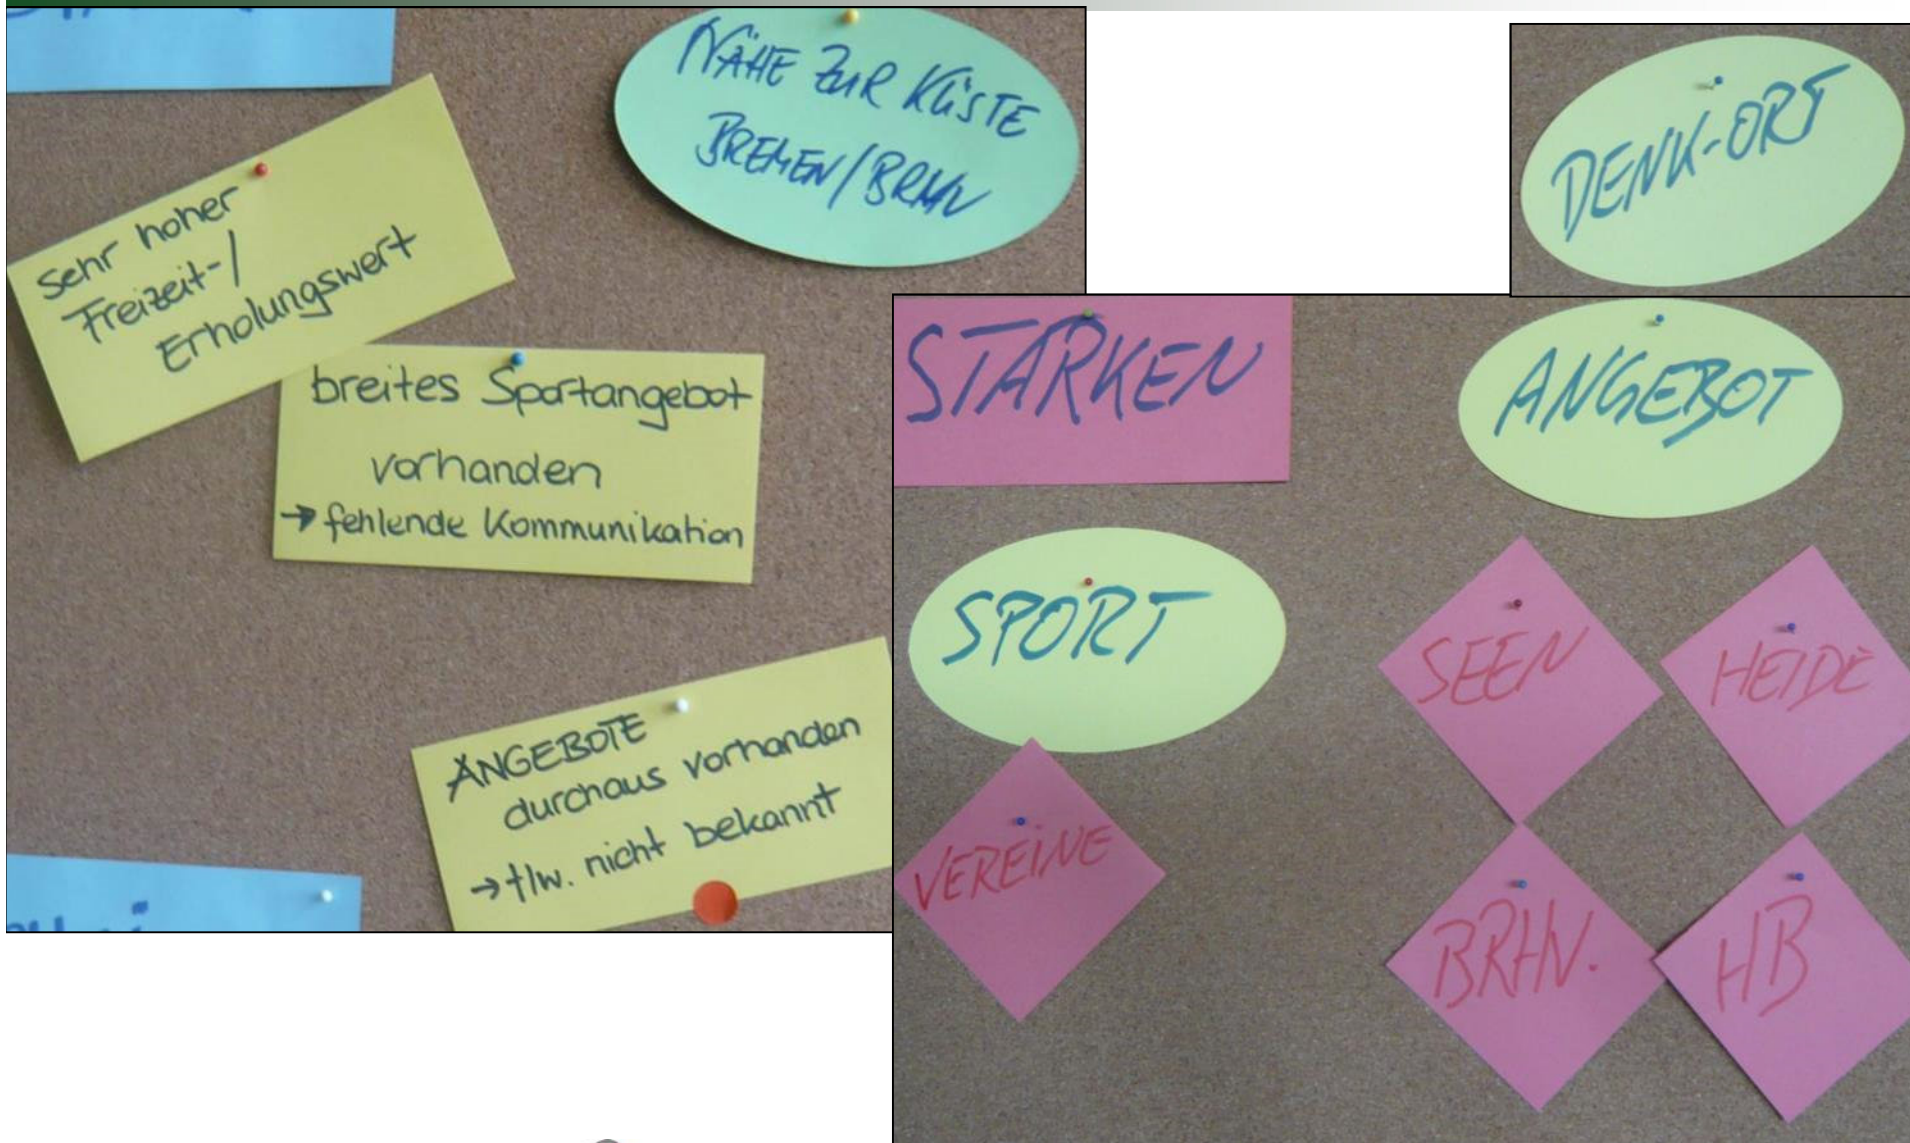 NÄHE ZUR KÜSTE
BREMEN/BRHV
sehr hoher
Freizeit-/
Erholungswert
breites Sportangebot
vorhanden
→ fehlende Kommunikation
ANGEBOTE
durchaus vorhanden
→ tlw. nicht bekannt
DENK-ORT
STÄRKEN
ANGEBOT
SPORT
SEEN
HEIDE
VEREINE
BRHV.
HB